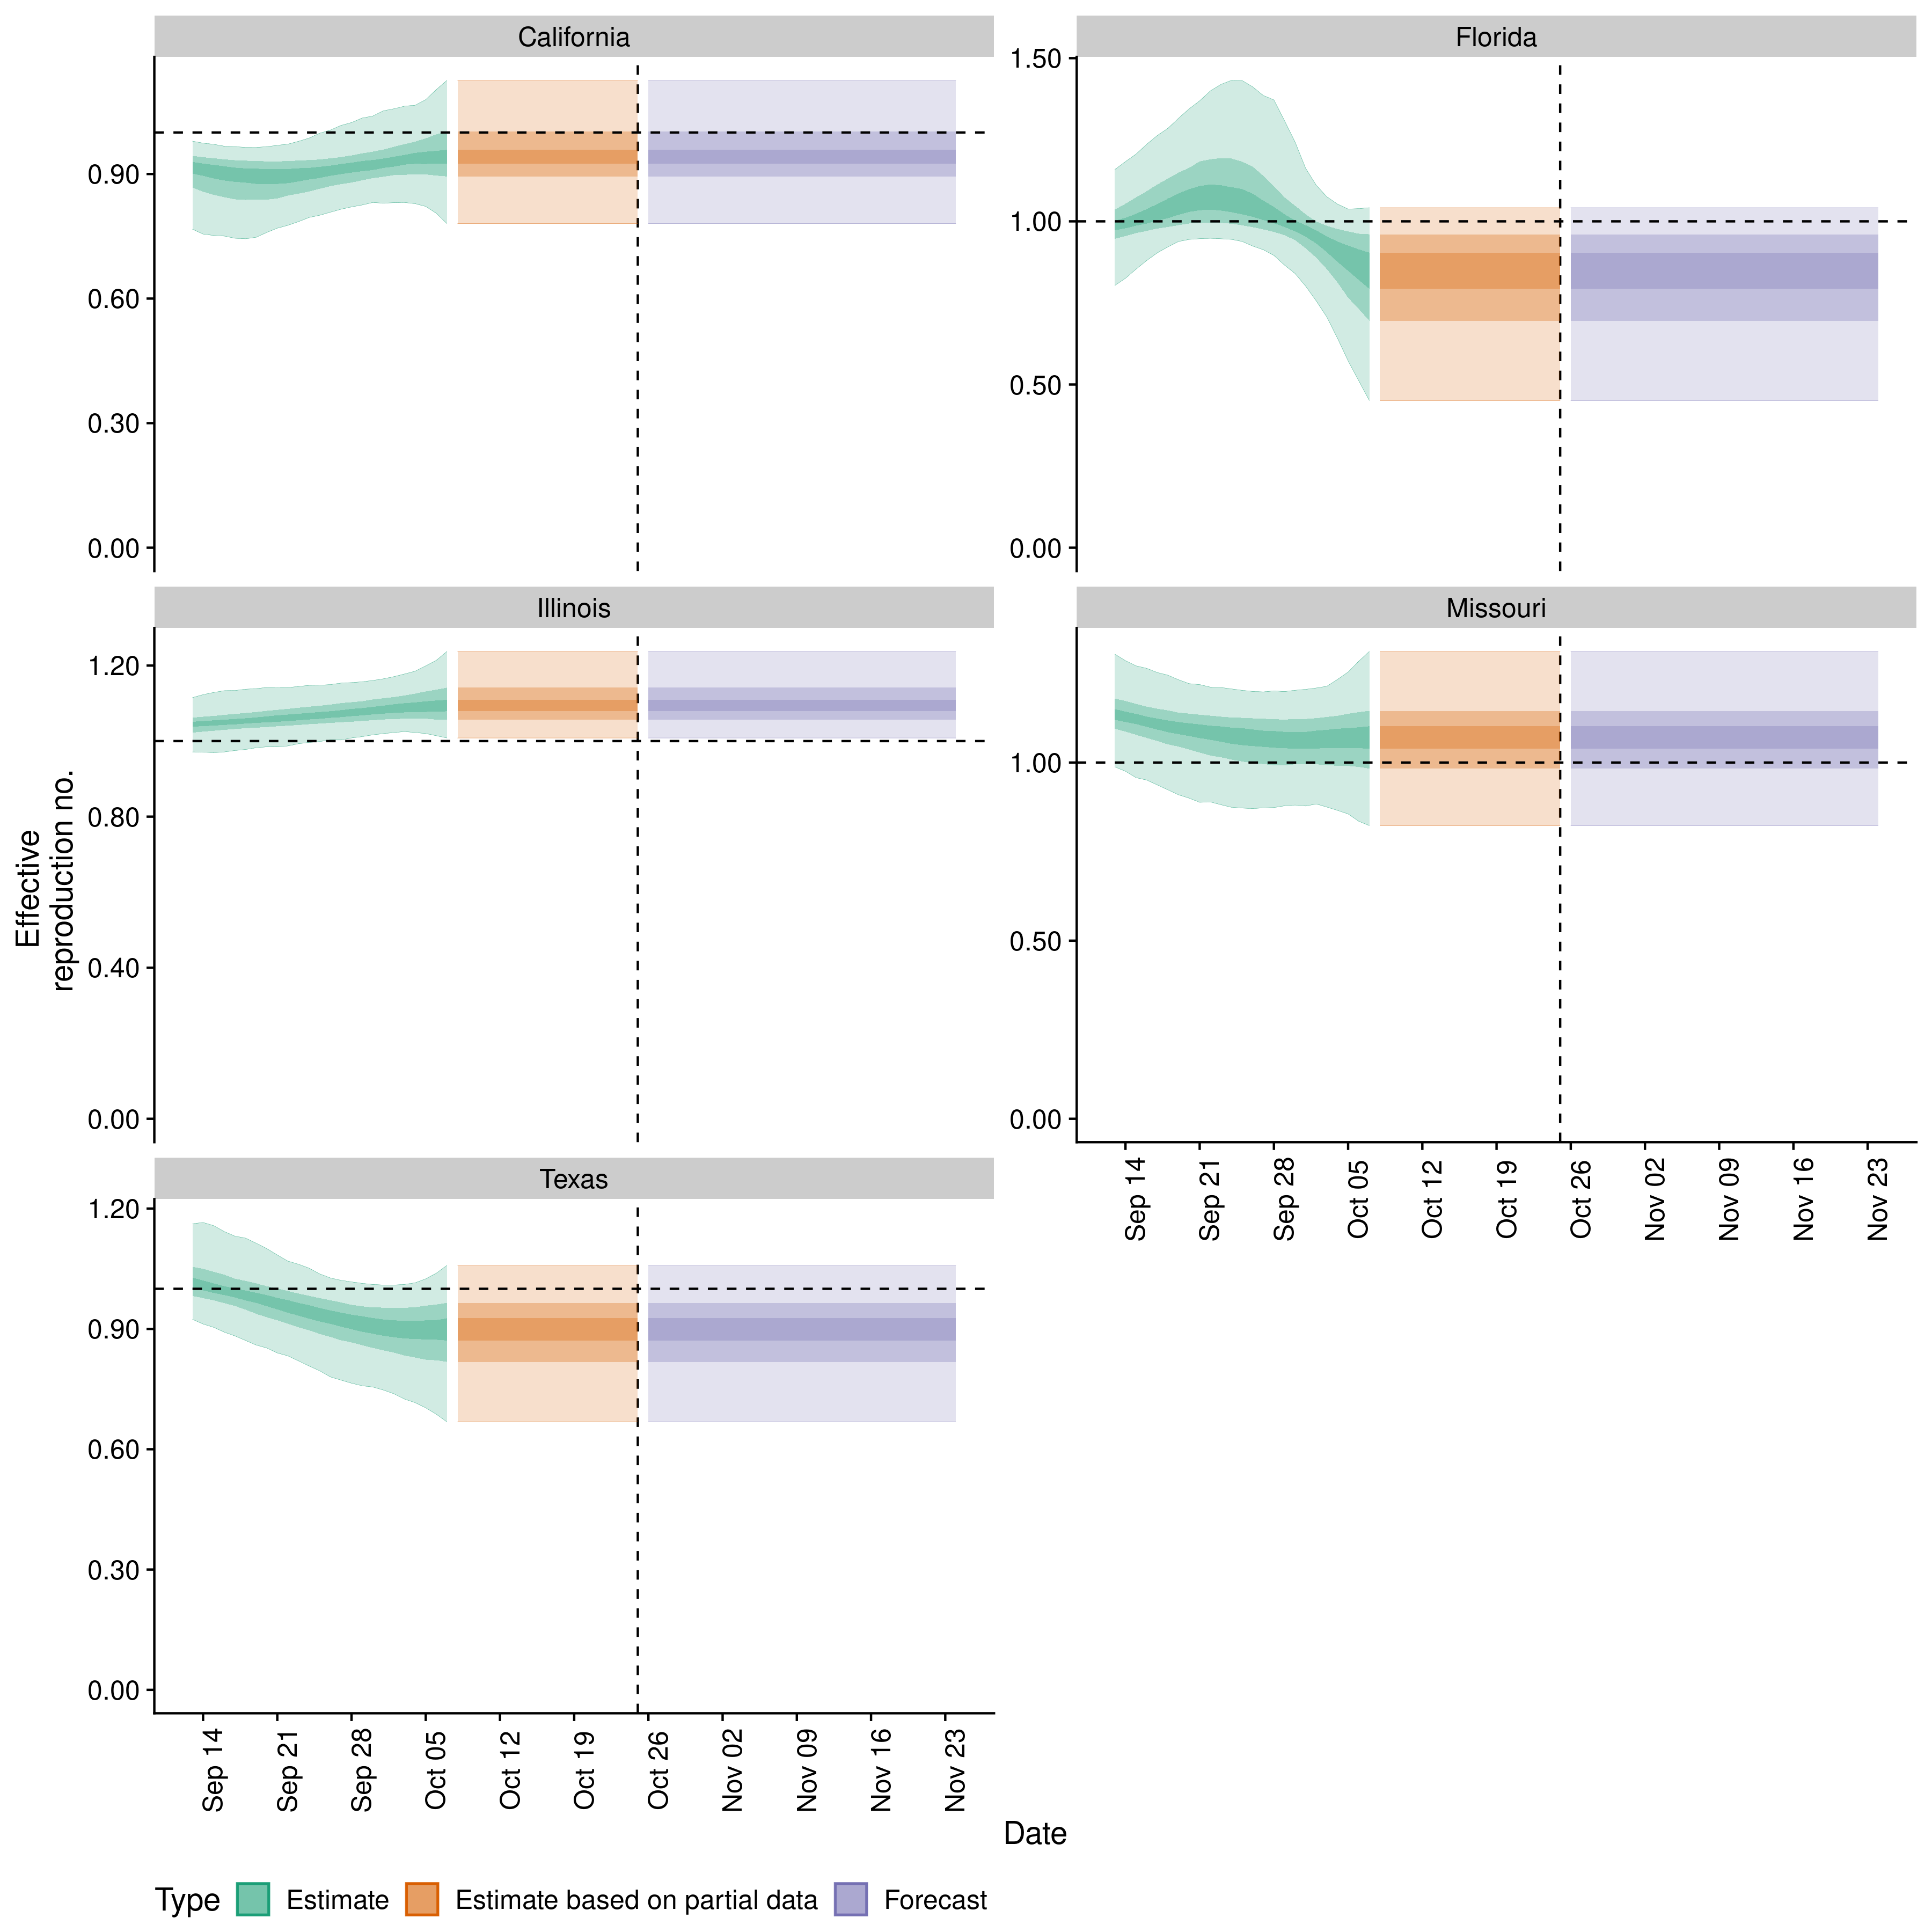 California
Florida
0.90
0.60
0.30
0.00
1.50
1.00
0.50
0.00
Illinois
Missouri
1.20
0.80
0.40
0.00
1.00
0.50
0.00
Sep 14
Sep 21
Sep 28
Oct 05
Oct 12
Oct 19
Oct 26
Nov 02
Nov 09
Nov 16
Nov 23
Effective
reproduction no.
Texas
1.20
0.90
0.60
0.30
0.00
Sep 14
Sep 21
Sep 28
Oct 05
Oct 12
Oct 19
Oct 26
Nov 02
Nov 09
Nov 16
Nov 23
Date
Type Estimate Estimate based on partial data Forecast